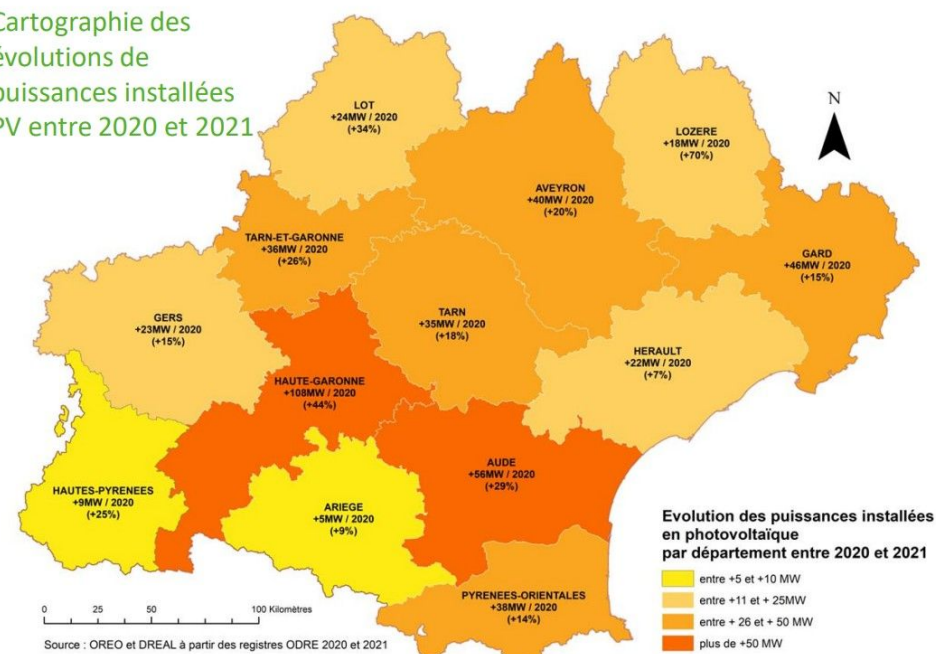 Cartographie des
évolutions de
puissances installées
PV entre 2020 et 2021
LOT
+24MW / 2020
(+34%)
LOZERE
+18MW / 2020
(+70%)
N
AVEYRON
+40MW / 2020
(+20%)
TARN-ET-GARONNE
+36MW / 2020
(+26%)
GARD
+46MW / 2020
(+15%)
GERS
+23MW / 2020
(+15%)
TARN
+35MW / 2020
(+18%)
HERAULT
+22MW / 2020
(+7%)
HAUTE-GARONNE
+108MW / 2020
(+44%)
AUDE
+56MW / 2020
(+29%)
HAUTES-PYRENEES
+9MW / 2020
(+25%)
ARIEGE
+5MW / 2020
(+9%)
PYRENEES-ORIENTALES
+38MW / 2020
(+14%)
Evolution des puissances installées
en photovoltaïque
par département entre 2020 et 2021
entre +5 et +10 MW
entre +11 et + 25MW
entre + 26 et + 50 MW
plus de +50 MW
0 25 50 100 Kilomètres
Source : OREO et DREAL à partir des registres ODRE 2020 et 2021